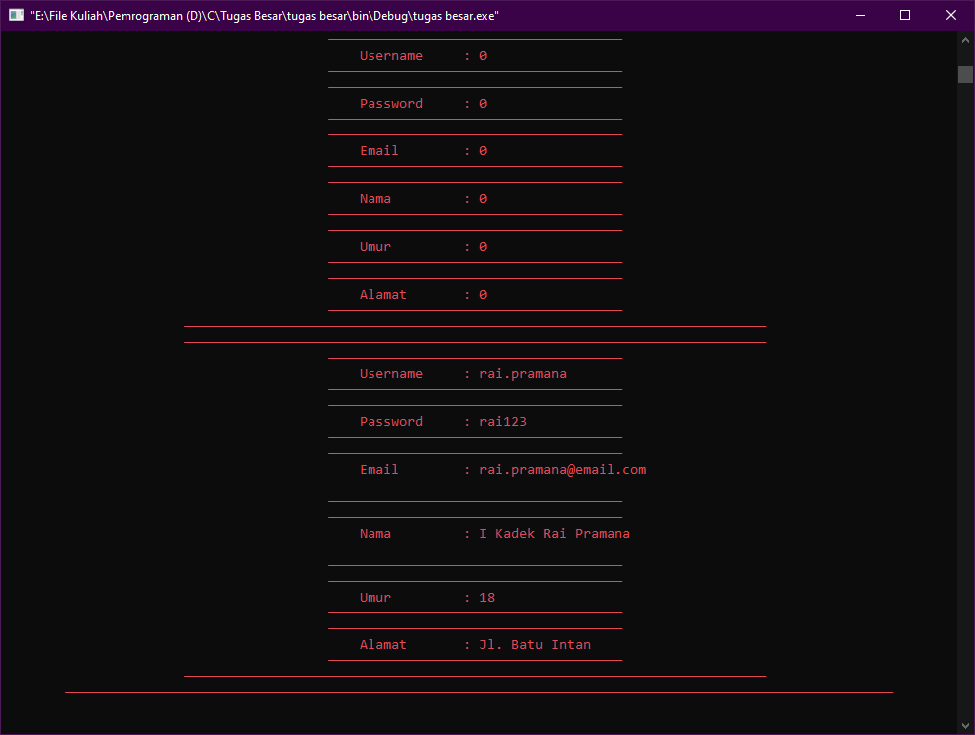 "E:\File Kuliah\Pemrograman (D)\C\Tugas Besar\tugas besar\bin\Debug\tugas besar.exe"
Username : 0
Password : 0
Email : 0
Nama : 0
Umur : 0
Alamat : 0
Username : rai.pramana
Password : rai123
Email : rai.pramana@email.com
Nama : I Kadek Rai Pramana
Umur : 18
Alamat : Jl. Batu Intan